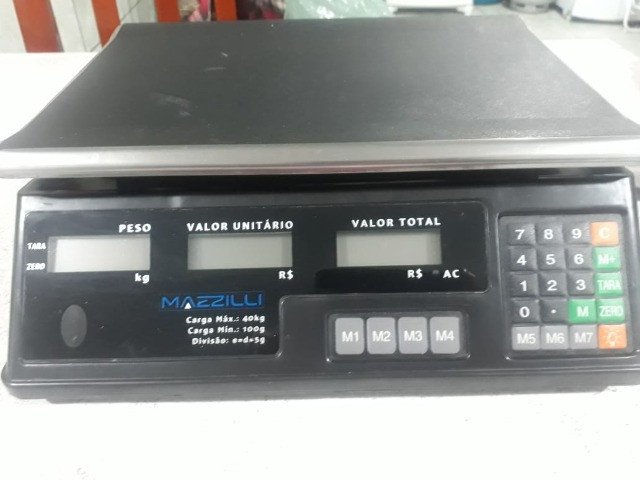 PESO VALOR UNITÁRIO VALOR TOTAL
TARA
ZERO
kg R$ R$ AC
MAZZILLI
Carga Máx.: 40kg
Carga Min.: 100g
Divisão: e=d=5g
M1 M2 M3 M4
7 8 9 C
4 5 6 M+
1 2 3 TARA
0 . M ZERO
M5 M6 M7